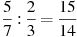 5/7 : 2/3 = 15/14